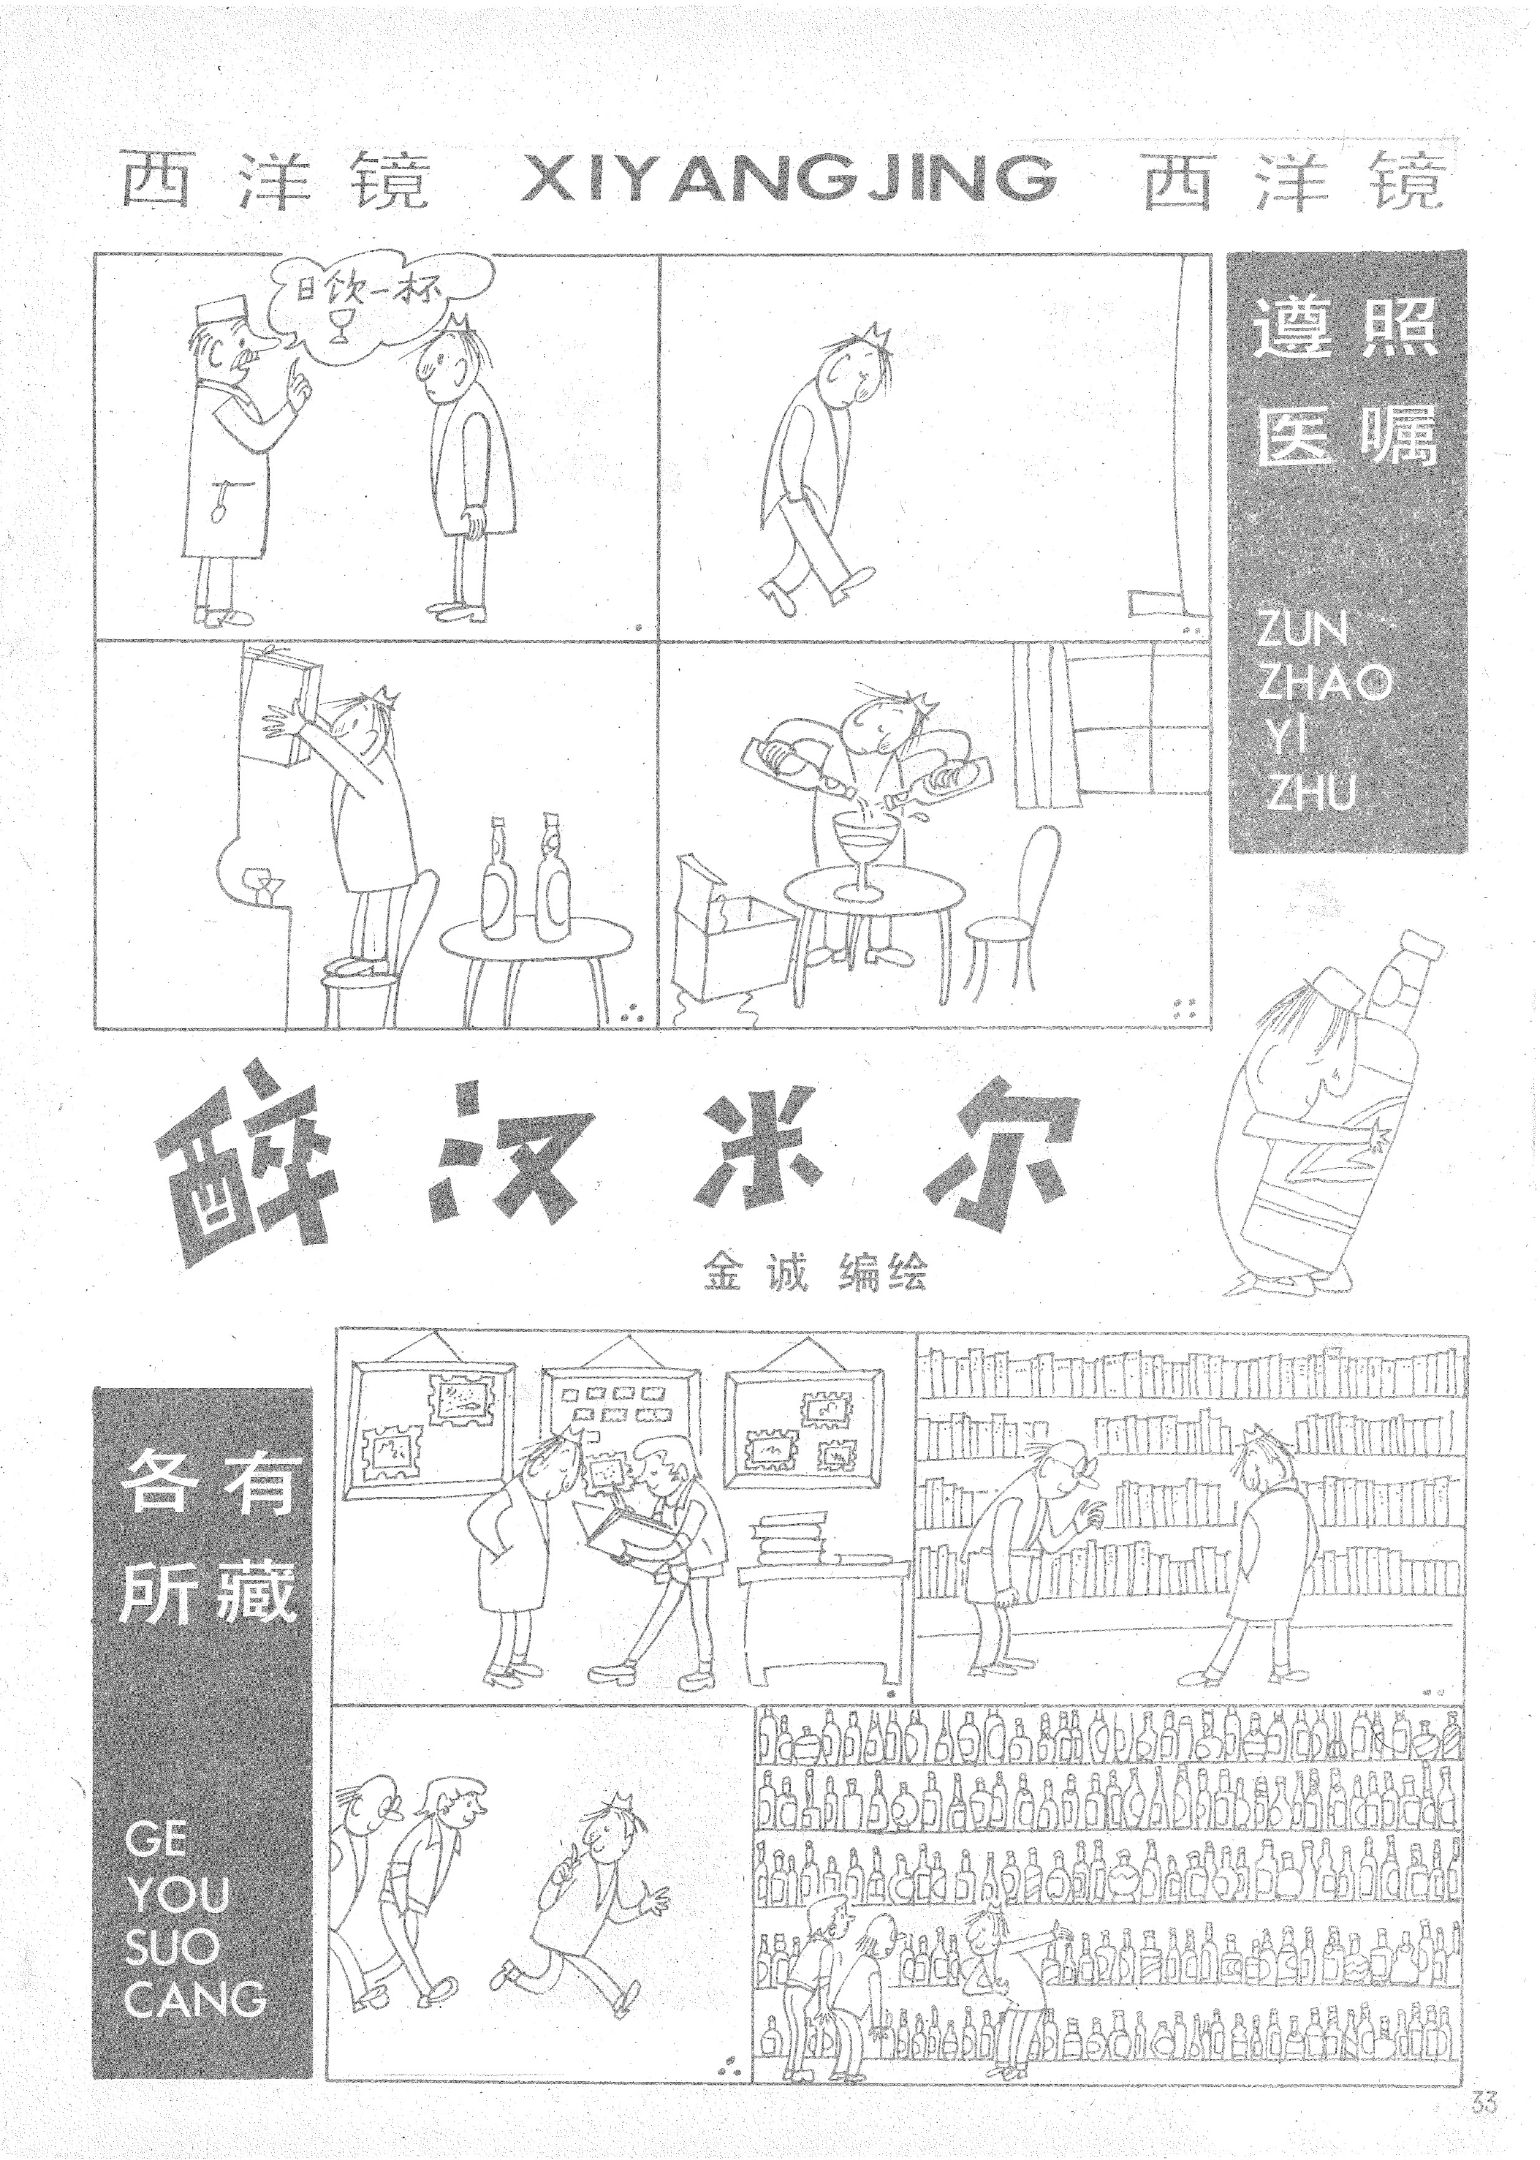 西洋镜 XIYANGJING 西洋镜
日饮一杯
遵照
医嘱
ZUN
ZHAO
YI
ZHU
醉汉米尔
金诚 编绘
各有
所藏
GE
YOU
SUO
CANG
33